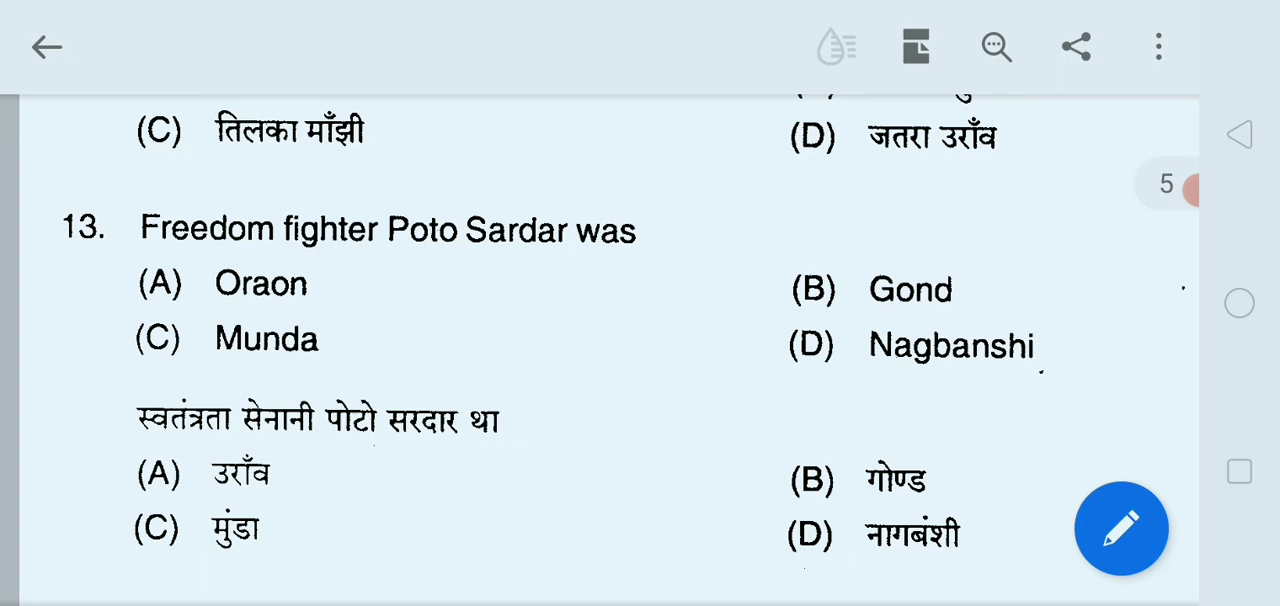 (C) तिलका माँझी (D) जतरा उराँव
5
13. Freedom fighter Poto Sardar was
(A) Oraon (B) Gond
(C) Munda (D) Nagbanshi
स्वतंत्रता सेनानी पोटो सरदार था
(A) उराँव (B) गोण्ड
(C) मुंडा (D) नागबंशी